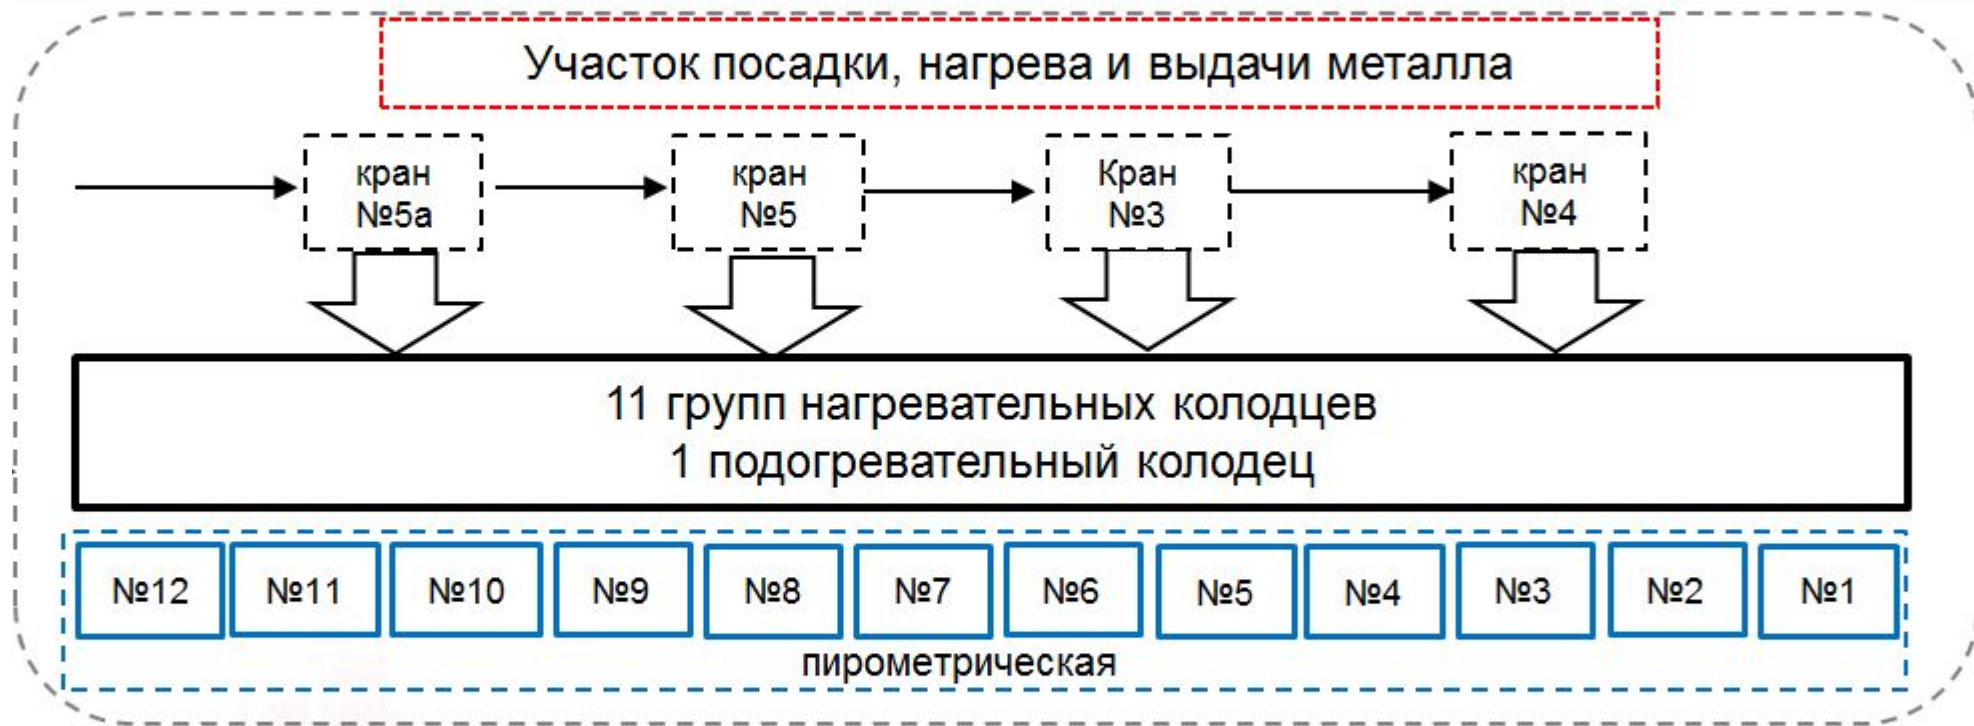 Участок посадки, нагрева и выдачи металла
кран
№5а
кран
№5
Кран
№3
кран
№4
11 групп нагревательных колодцев
1 подогревательный колодец
№12 №11 №10 №9 №8 №7 №6 №5 №4 №3 №2 №1
пирометрическая